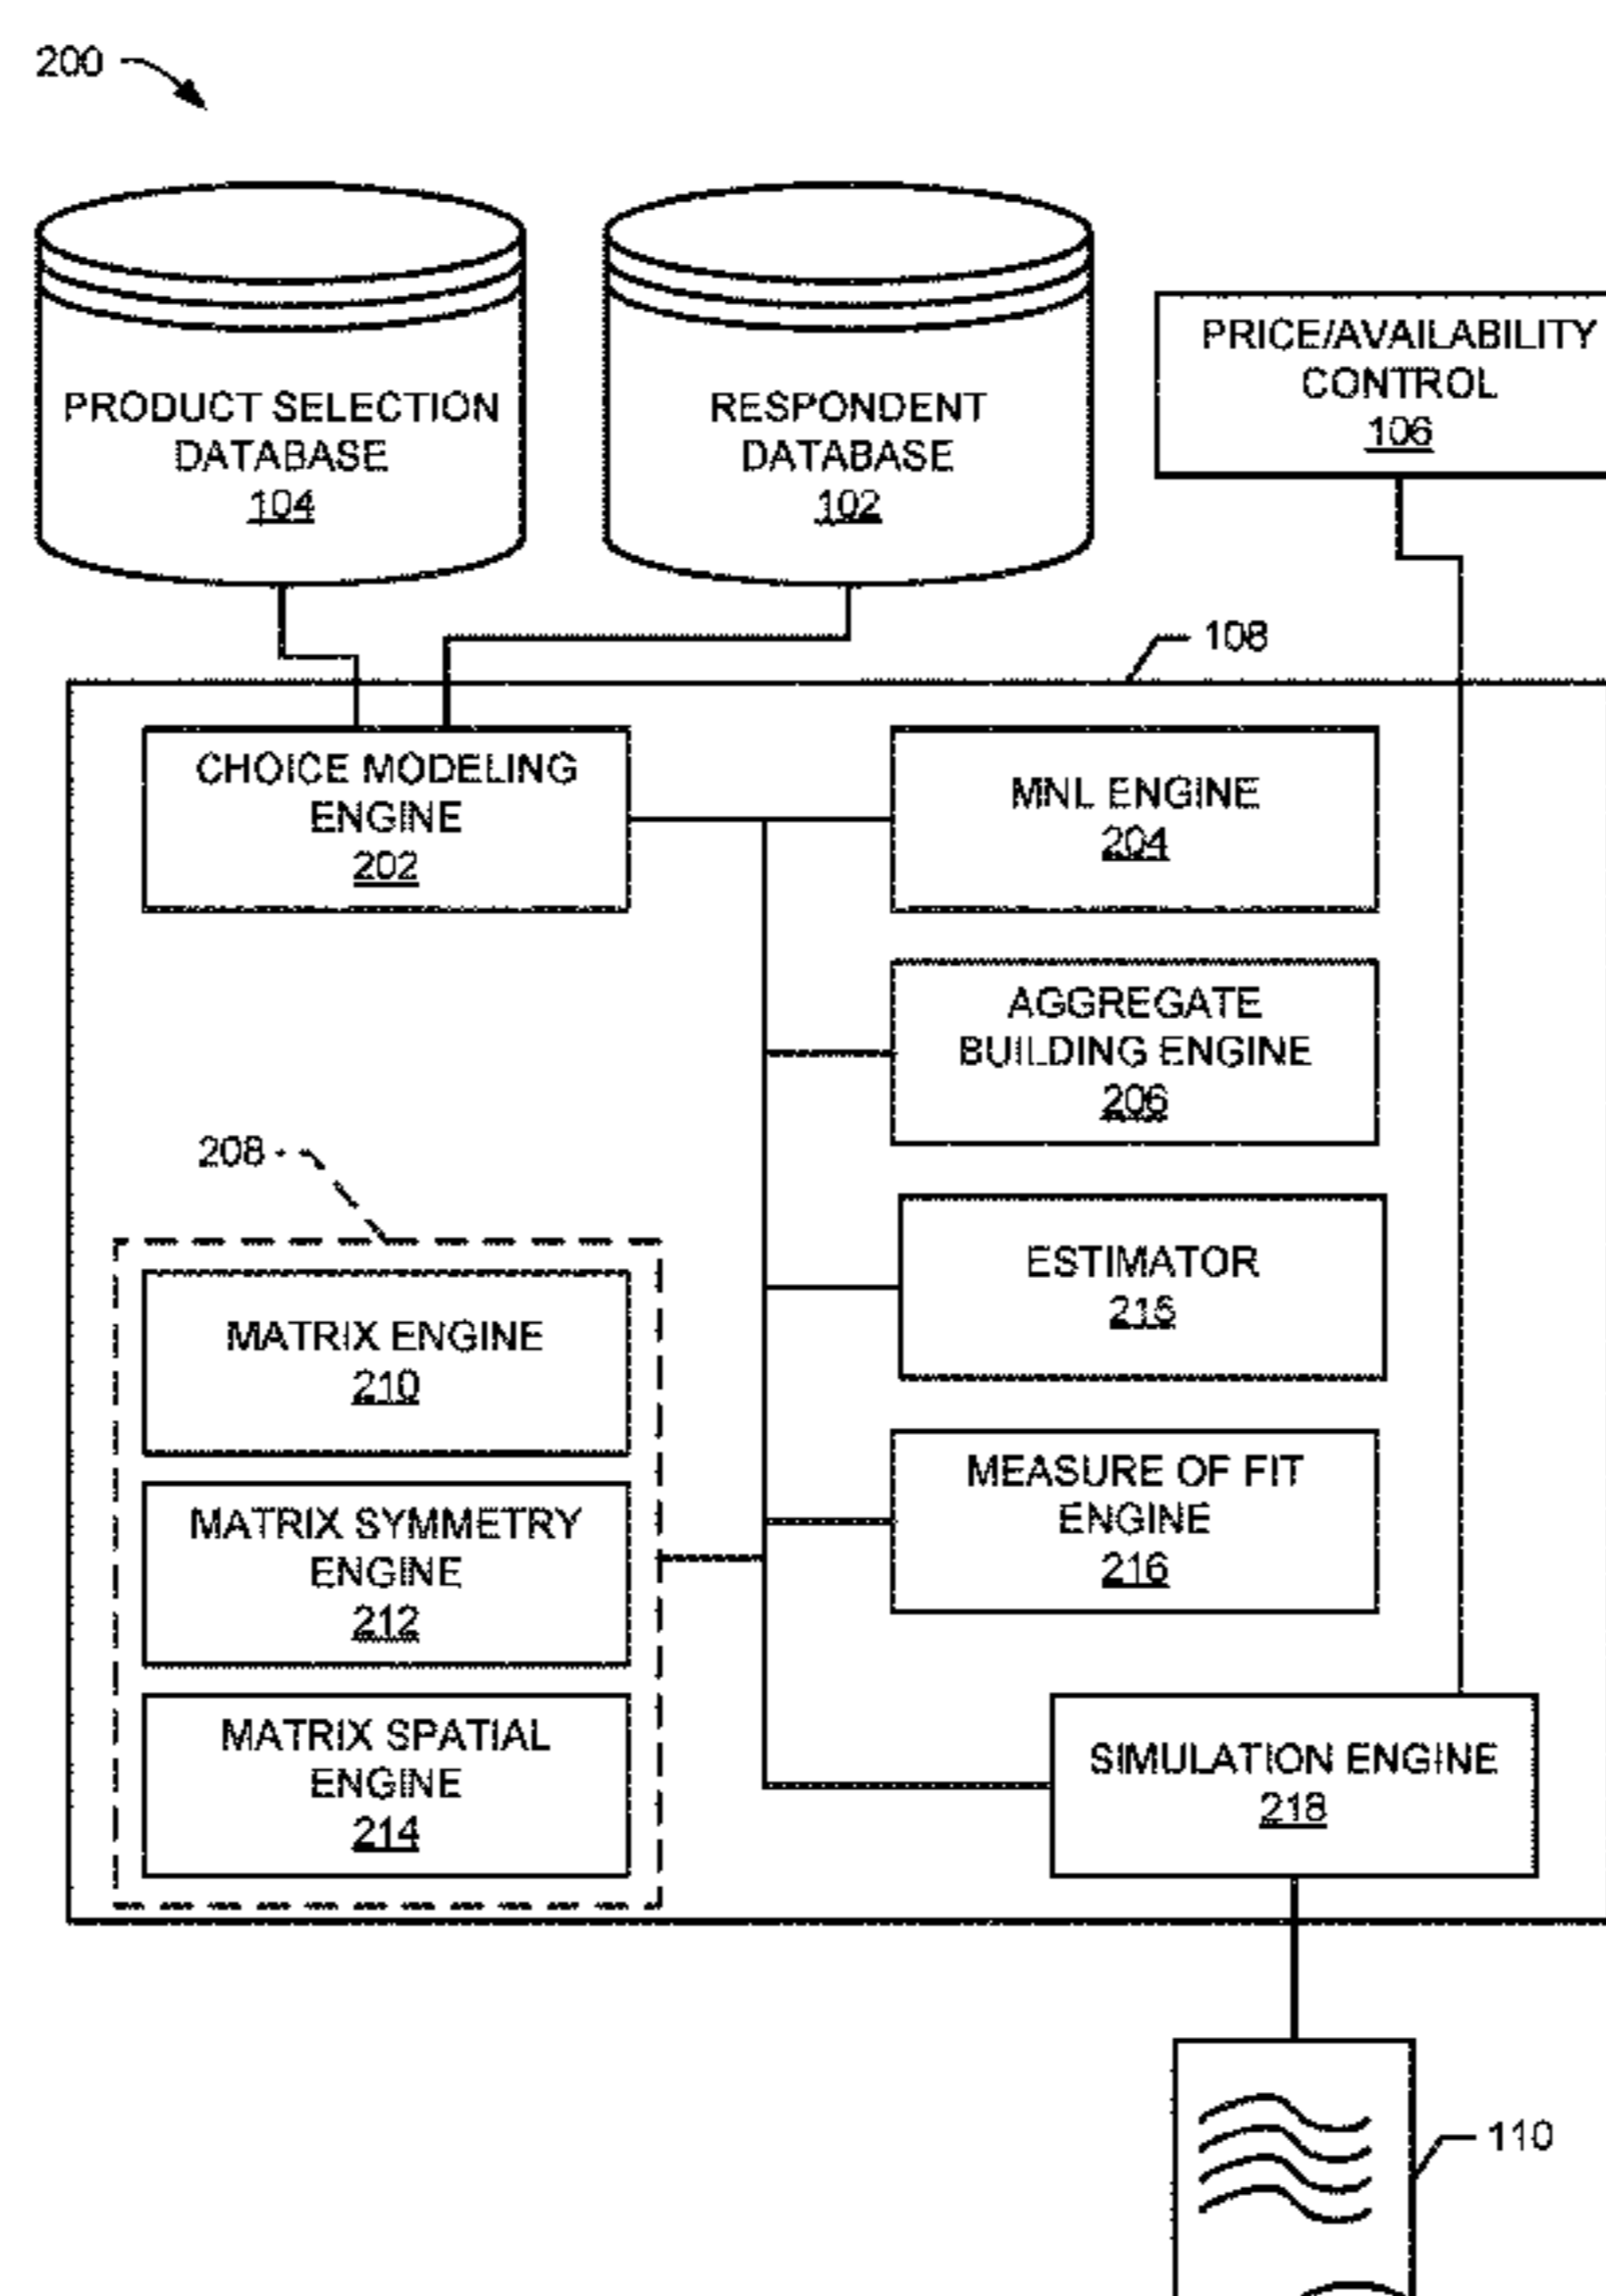 200
PRODUCT SELECTION
DATABASE
104
RESPONDENT
DATABASE
102
PRICE/AVAILABILITY
CONTROL
106
108
CHOICE MODELING
ENGINE
202
MNL ENGINE
204
AGGREGATE
BUILDING ENGINE
206
208
ESTIMATOR
215
MATRIX ENGINE
210
MEASURE OF FIT
ENGINE
216
MATRIX SYMMETRY
ENGINE
212
MATRIX SPATIAL
ENGINE
214
SIMULATION ENGINE
218
110